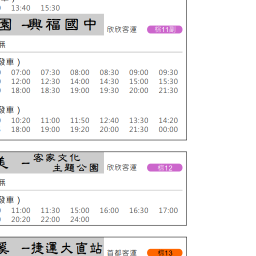 13:40 15:30
園 —興福國中 欣欣客運 棕11副
發車）
07:00 07:30 08:00 08:30 09:00 09:30
12:00 12:30 14:00 14:30 15:00 15:30
18:00 18:30 19:00 19:30 20:00 21:30
發車）
10:20 11:00 11:50 12:40 13:30 14:20
18:00 19:00 19:20 20:00 21:30 00:00
美 — 客家文化主題公園 欣欣客運 棕12
發車）
11:00 11:30 15:00 16:00 16:30 17:00
20:20 22:00 24:00
溪 —捷運大直站 首都客運 棕13